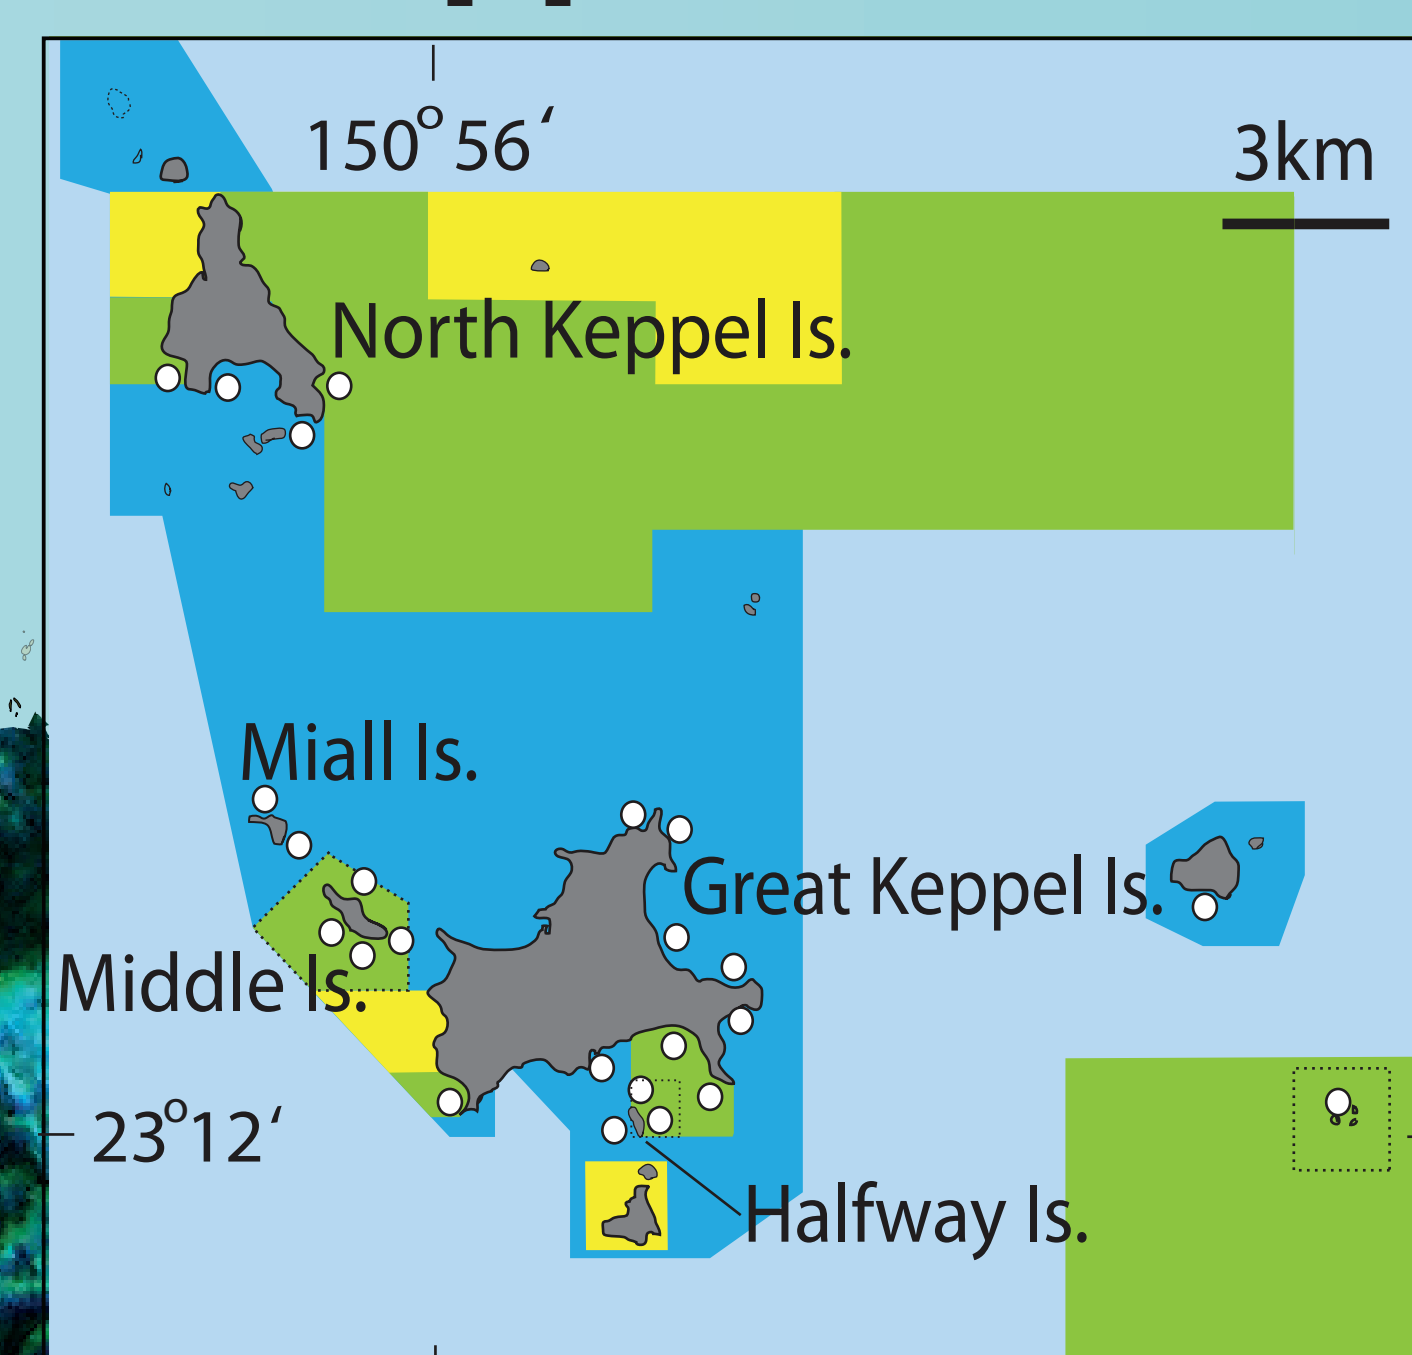 150° 56‘
3km
North Keppel Is.
Miall Is.
Great Keppel Is.
Middle Is.
23°12‘
Halfway Is.